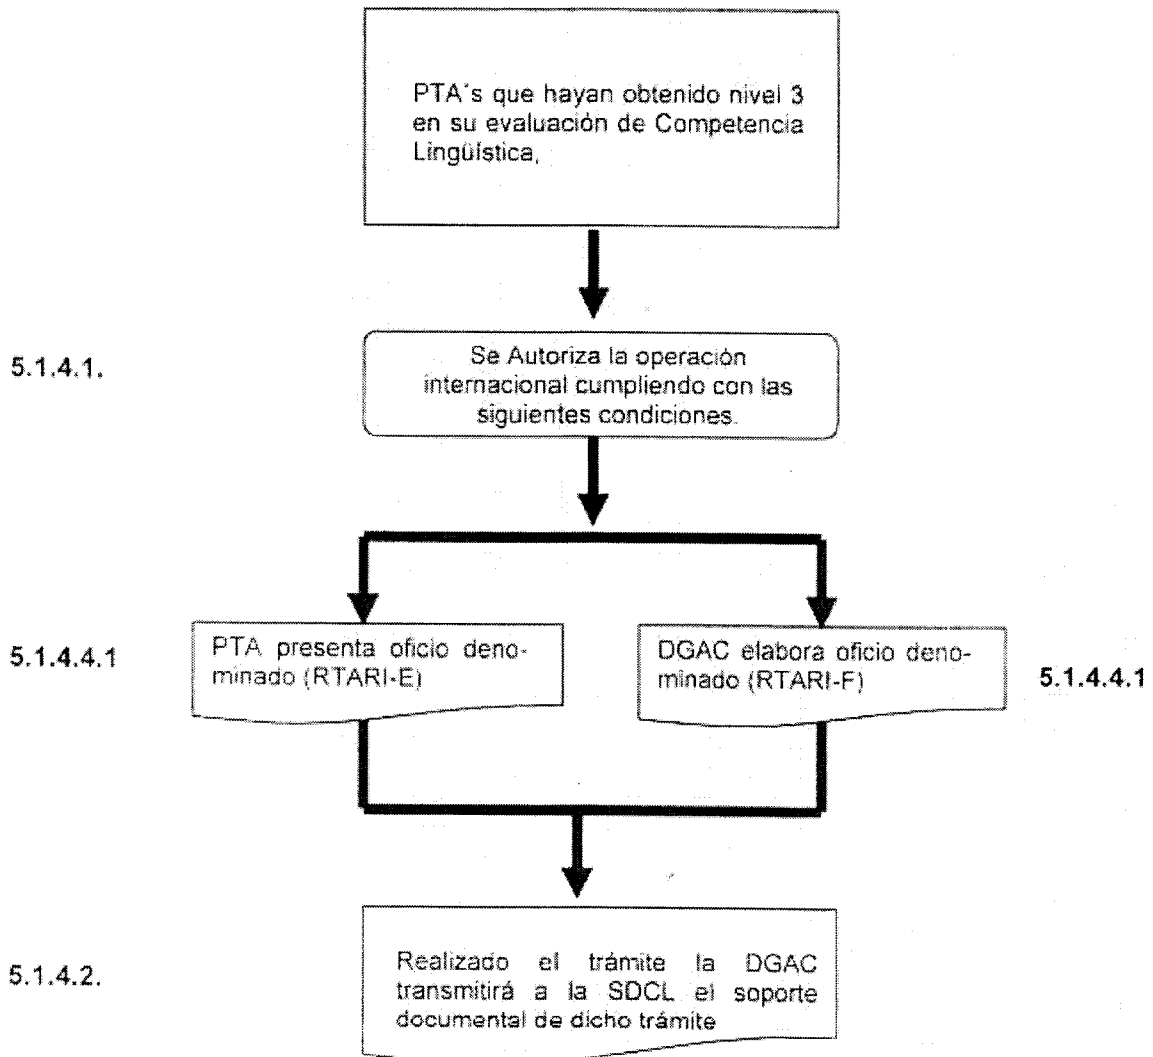 PTA´s que hayan obtenido nivel 3
en su evaluación de Competencia
Lingüística,
5.1.4.1.
Se Autoriza la operación
internacional cumpliendo con las
siguientes condiciones.
5.1.4.4.1
PTA presenta oficio deno-
minado (RTARI-E)
DGAC elabora oficio deno-
minado (RTARI-F)
5.1.4.4.1
5.1.4.2.
Realizado el trámite la DGAC
transmitirá a la SDCL el soporte
documental de dicho trámite